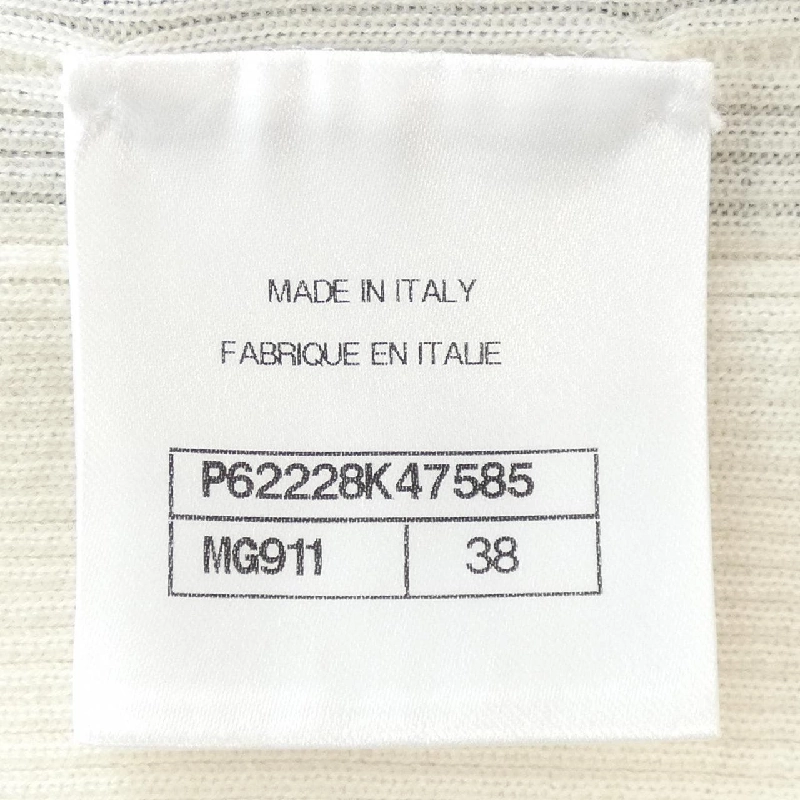 MADE IN ITALY
FABRIQUE EN ITALIE
P62228K47585
MG911 38